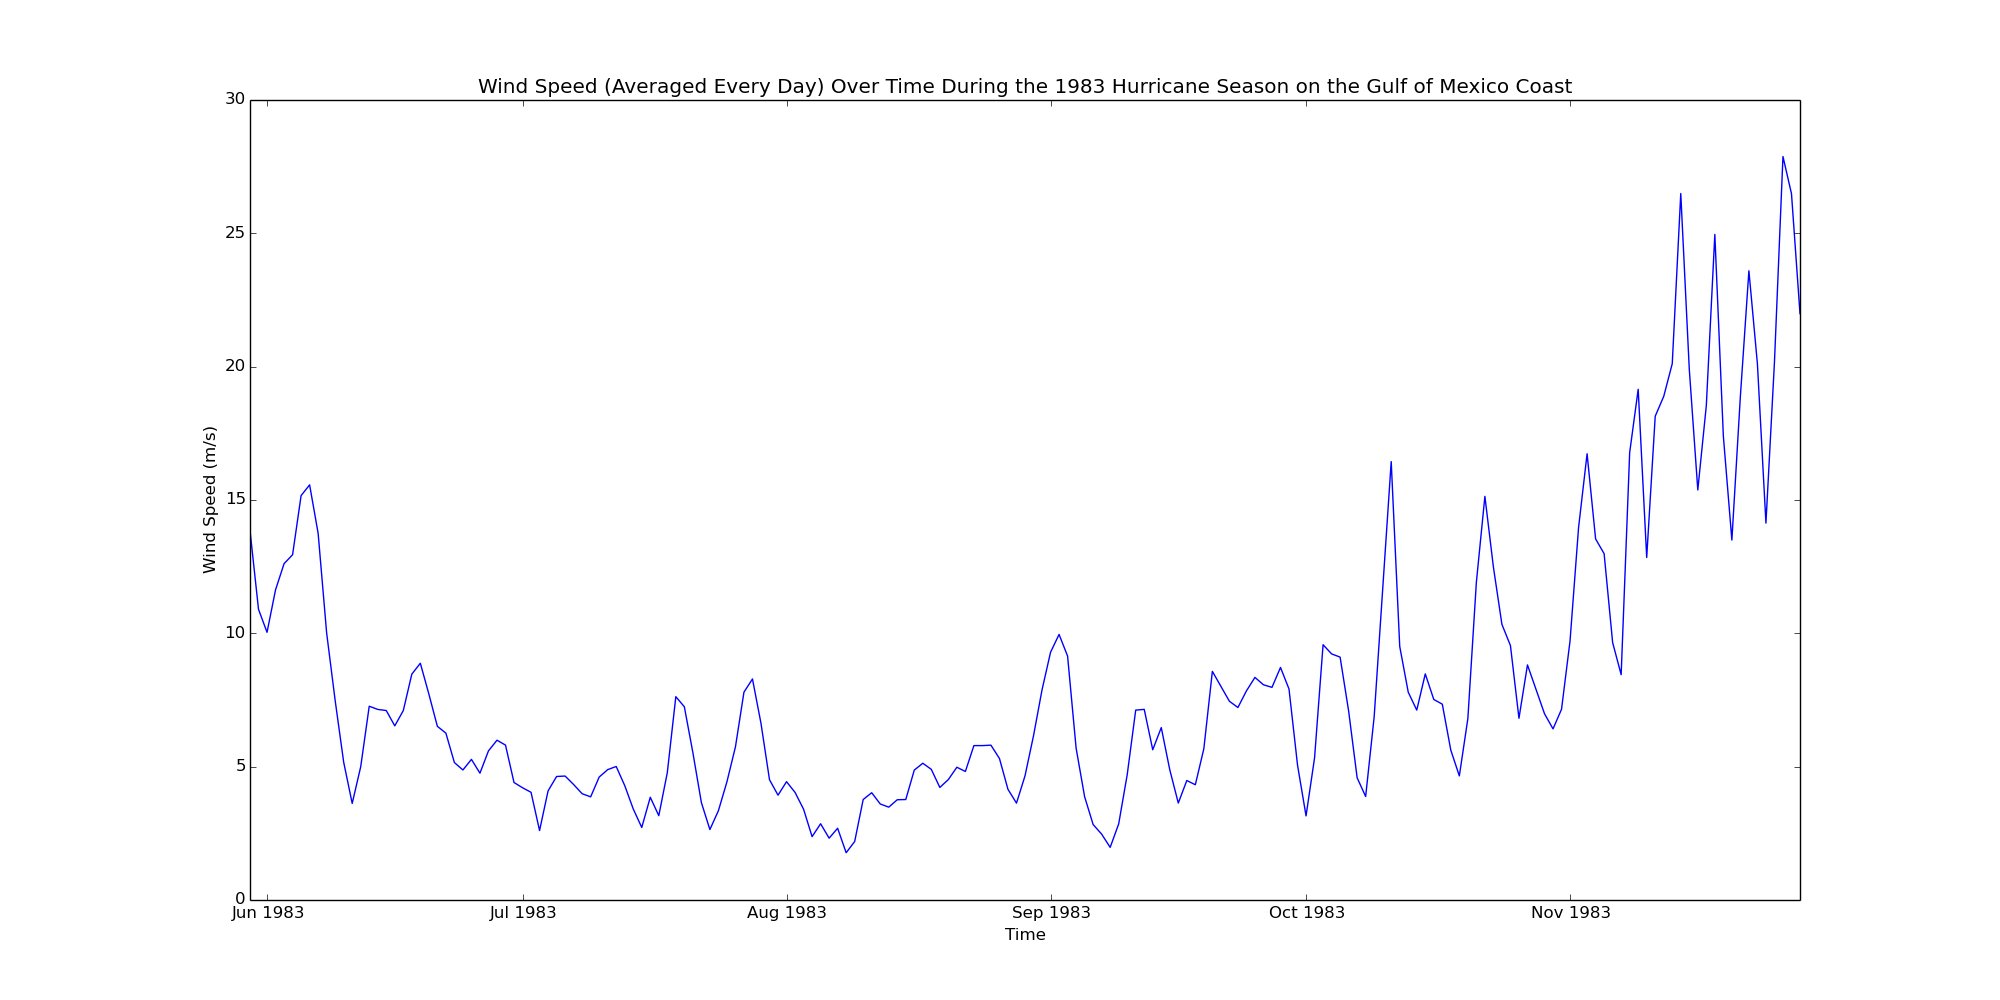 Wind Speed (Averaged Every Day) Over Time During the 1983 Hurricane Season on the Gulf of Mexico Coast
30
25
20
15
10
5
0
Wind Speed (m/s)
Jun 1983 Jul 1983 Aug 1983 Sep 1983 Oct 1983 Nov 1983
Time